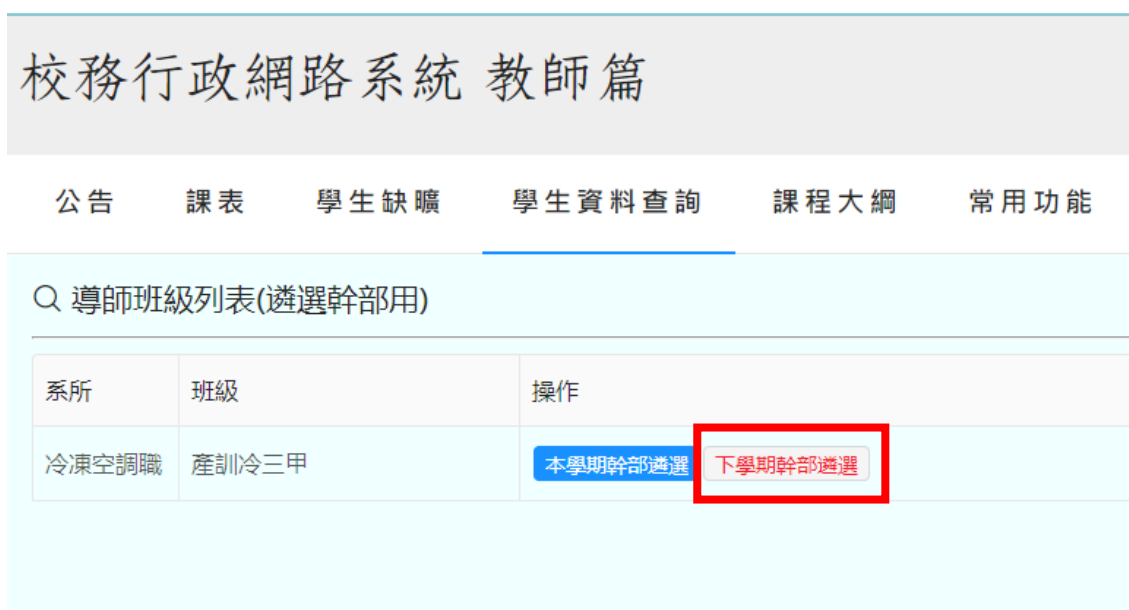 校務行政網路系統 教師篇
公告 課表 學生缺曠 學生資料查詢 課程大綱 常用功能
導師班級列表(遴選幹部用)
系所 班級 操作
冷凍空調職 產訓冷三甲 本學期幹部遴選 下學期幹部遴選